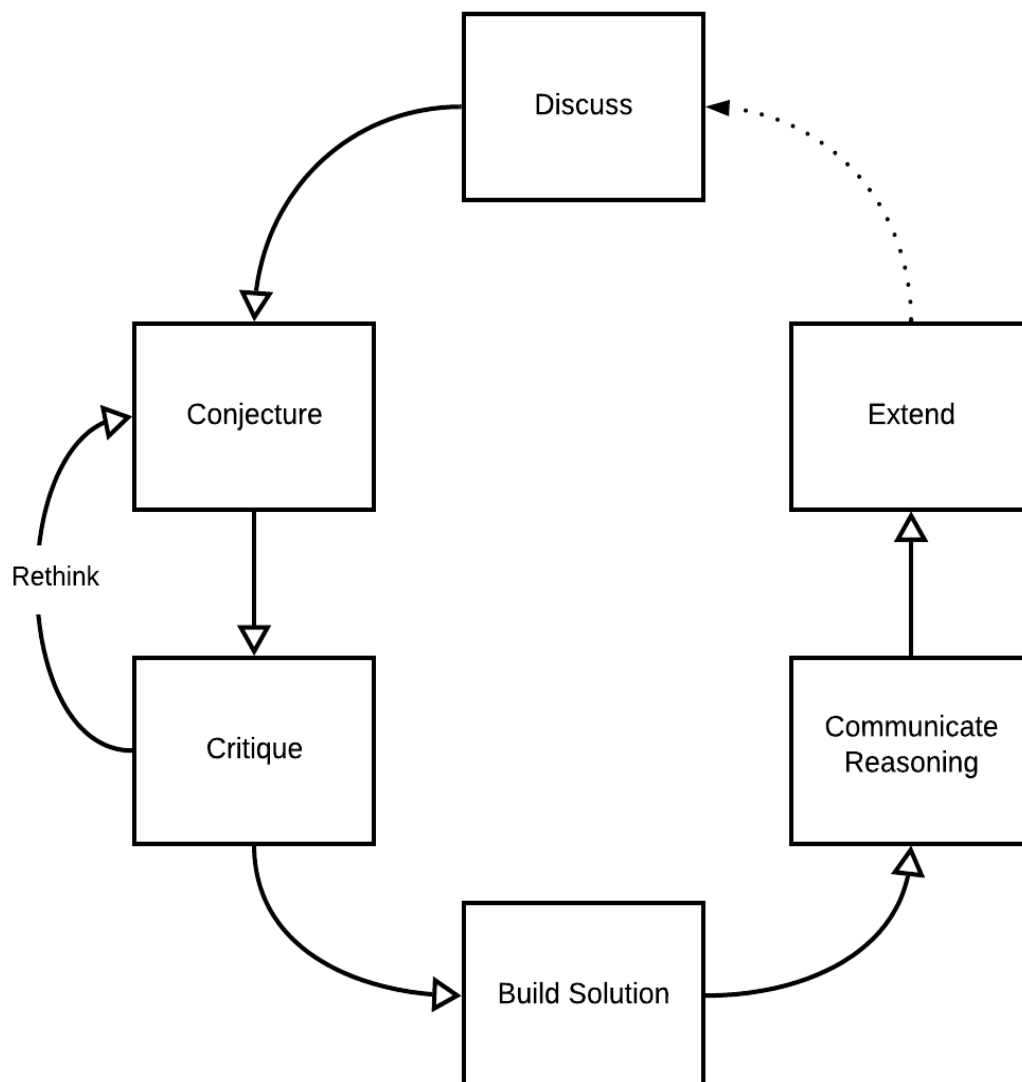 Discuss
Conjecture
Extend
Rethink
Critique
Communicate
Reasoning
Build Solution